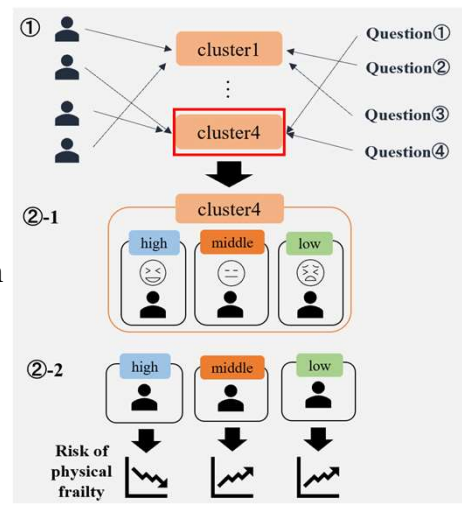 ①
cluster1
Question①
Question②
⋮
Question③
cluster4
Question④
②-1
cluster4
high
middle
low
②-2
high
middle
low
Risk of
physical
frailty